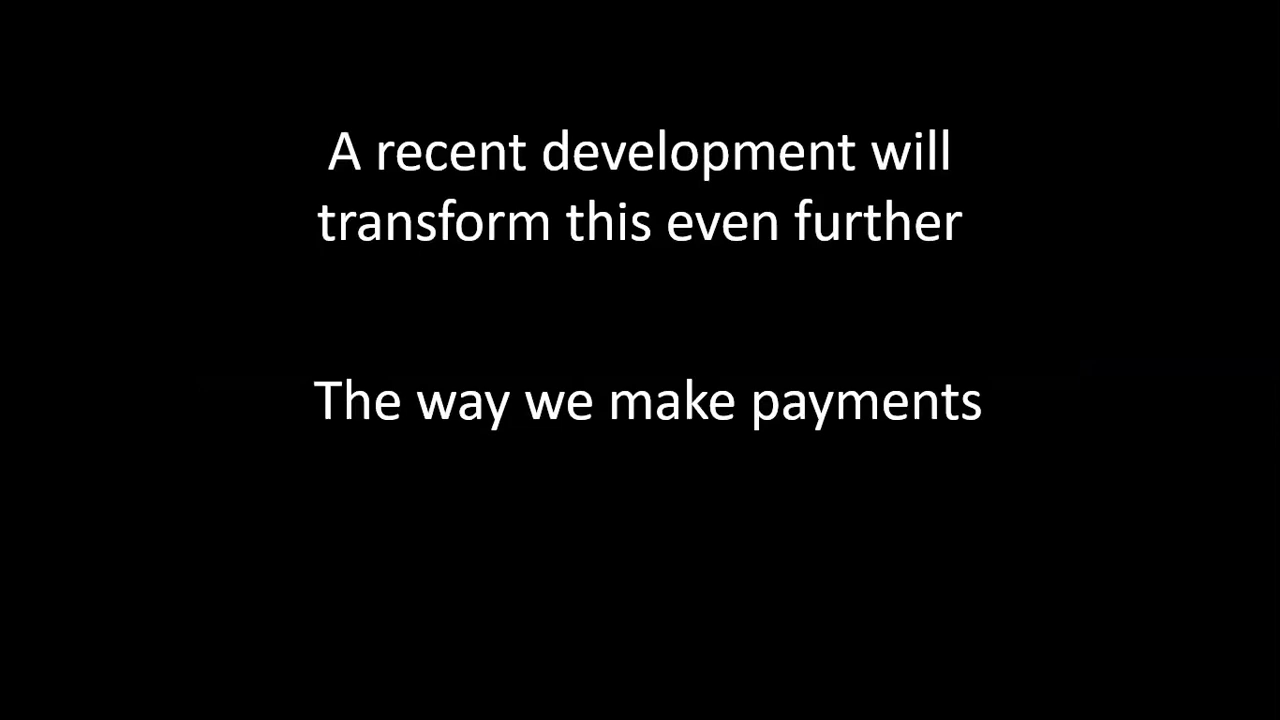 A recent development will
transform this even further
The way we make payments